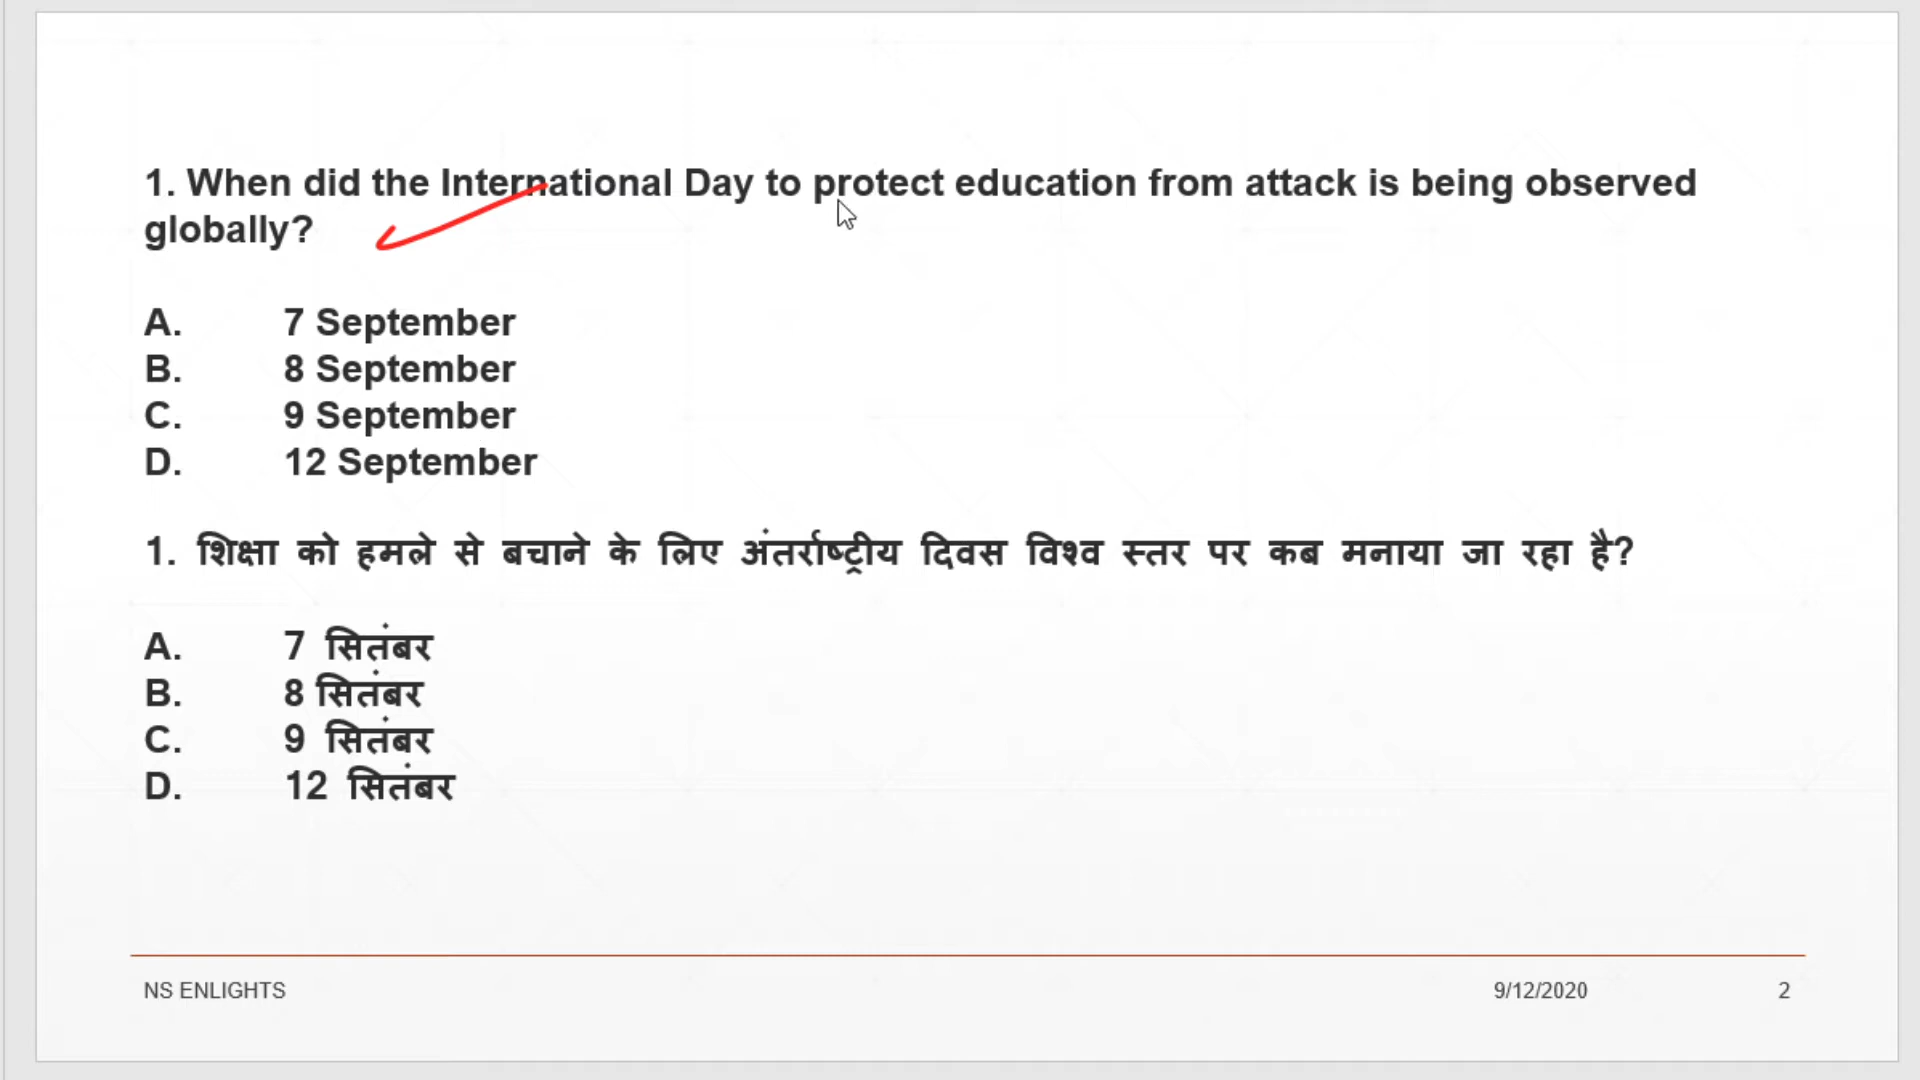 1. When did the International Day to protect education from attack is being observed
globally?
A. 7 September
B. 8 September
C. 9 September
D. 12 September
1. शिक्षा को हमले से बचाने के लिए अंतर्राष्ट्रीय दिवस विश्व स्तर पर कब मनाया जा रहा है?
A. 7 सितंबर
B. 8 सितंबर
C. 9 सितंबर
D. 12 सितंबर
NS ENLIGHTS 9/12/2020 2